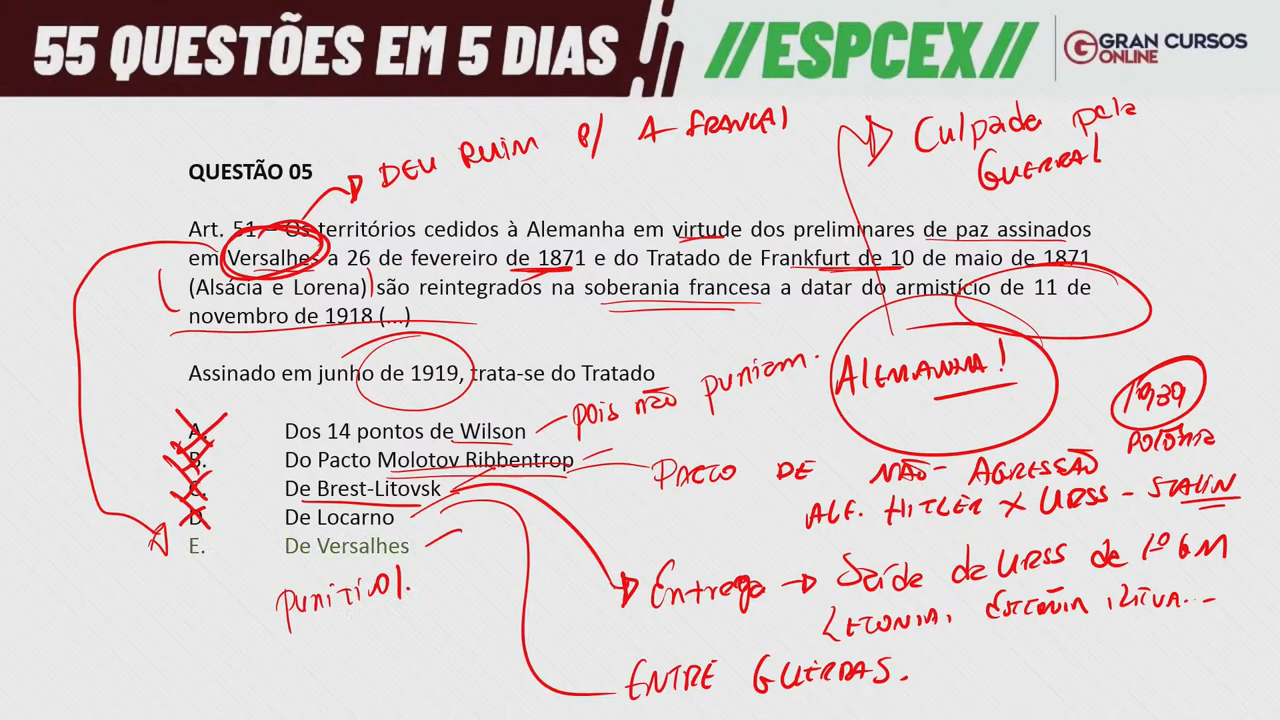 55 QUESTÕES EM 5 DIAS
//ESPCEX//
GRAN CURSOS
ONLINE
DEU RUIM P/ A FRANÇA!
Culpada pela
GUERRA!
QUESTÃO 05
Art. 51 – Os territórios cedidos à Alemanha em virtude dos preliminares de paz assinados
em Versalhes a 26 de fevereiro de 1871 e do Tratado de Frankfurt de 10 de maio de 1871
(Alsácia e Lorena) são reintegrados na soberania francesa a datar do armistício de 11 de
novembro de 1918 (...)
ALEMANHA!
Assinado em junho de 1919, trata-se do Tratado
pois não puniam.
1939
POLÔNIA
A. Dos 14 pontos de Wilson
B. Do Pacto Molotov Ribbentrop
PACTO DE NÃO-AGRESSÃO
ALE. HITLER X URSS - STALIN
C. De Brest-Litovsk
D. De Locarno
E. De Versalhes
punitivo!.
Entrega → Saída da URSS da 1º GM
LETONIA, ESTÔNIA, LITUA...
ENTRE GUERRAS.